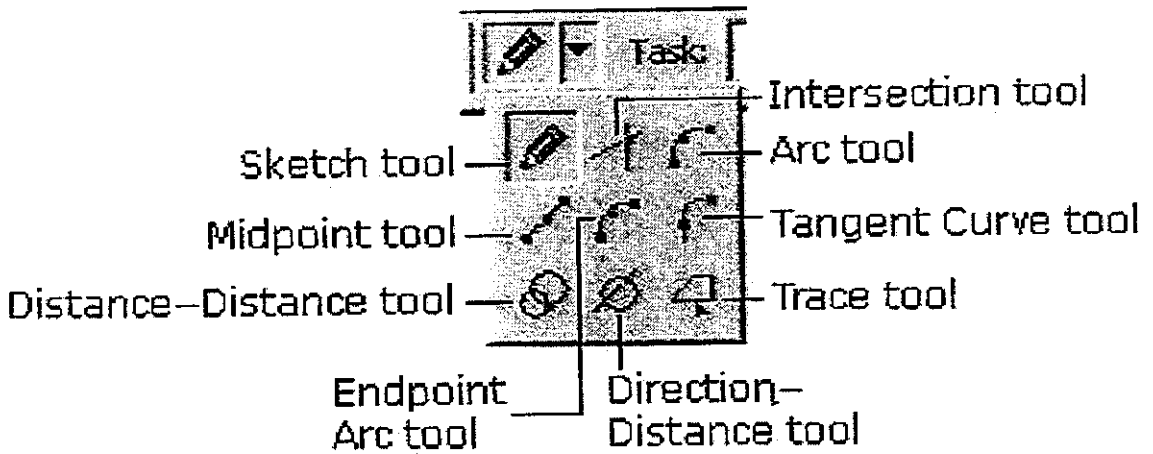 Task:
Intersection tool
Sketch tool
Arc tool
Midpoint tool
Tangent Curve tool
Distance–Distance tool
Trace tool
Endpoint
Arc tool
Direction–
Distance tool